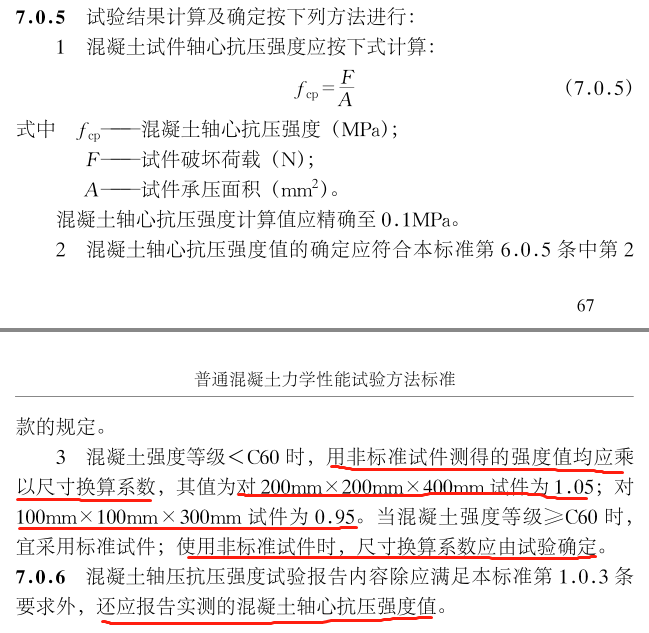 7.0.5 试验结果计算及确定按下列方法进行：
1 混凝土试件轴心抗压强度应按下式计算：
f_cp = F/A （7.0.5）
式中 f_cp——混凝土轴心抗压强度（MPa）；
F——试件破坏荷载（N）；
A——试件承压面积（mm²）。
混凝土轴心抗压强度计算值应精确至 0.1MPa。
2 混凝土轴心抗压强度值的确定应符合本标准第 6.0.5 条中第 2
67
普通混凝土力学性能试验方法标准
款的规定。
3 混凝土强度等级＜C60 时，用非标准试件测得的强度值均应乘
以尺寸换算系数，其值为对 200mm×200mm×400mm 试件为 1.05；对
100mm×100mm×300mm 试件为 0.95。当混凝土强度等级≥C60 时，
宜采用标准试件；使用非标准试件时，尺寸换算系数应由试验确定。
7.0.6 混凝土轴压抗压强度试验报告内容除应满足本标准第 1.0.3 条
要求外，还应报告实测的混凝土轴心抗压强度值。